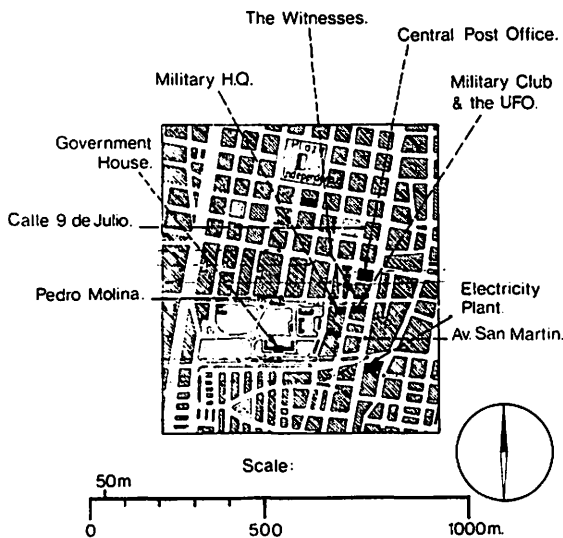 The Witnesses.
Central Post Office.
Military H.Q.
Military Club
& the UFO.
Government
House.
Plaza
Calle 9 de Julio.
Pedro Molina.
Electricity
Plant.
Av. San Martin.
Scale:
50m
0 500 1000m.